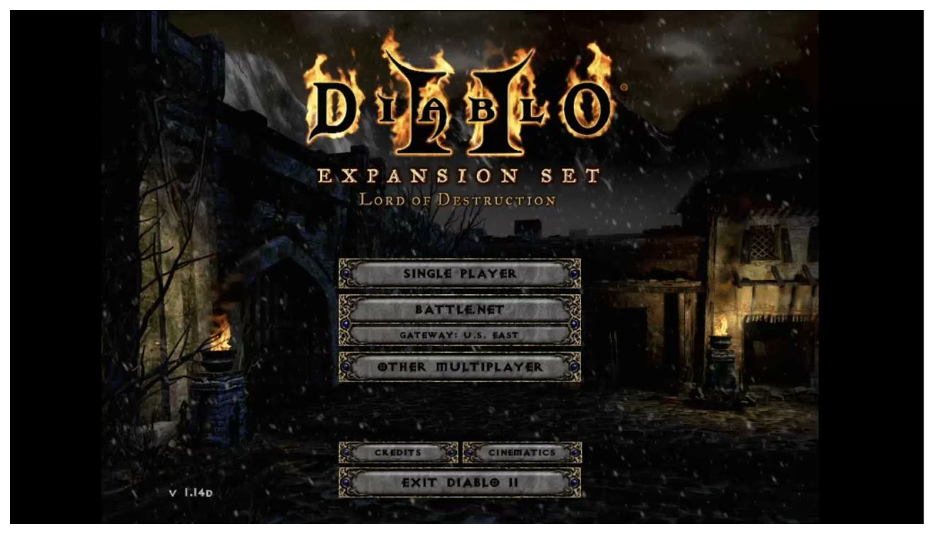 DIABLO II®
EXPANSION SET
LORD OF DESTRUCTION
SINGLE PLAYER
BATTLE.NET
GATEWAY: U.S. EAST
OTHER MULTIPLAYER
CREDITS CINEMATICS
EXIT DIABLO II
V 1.14D